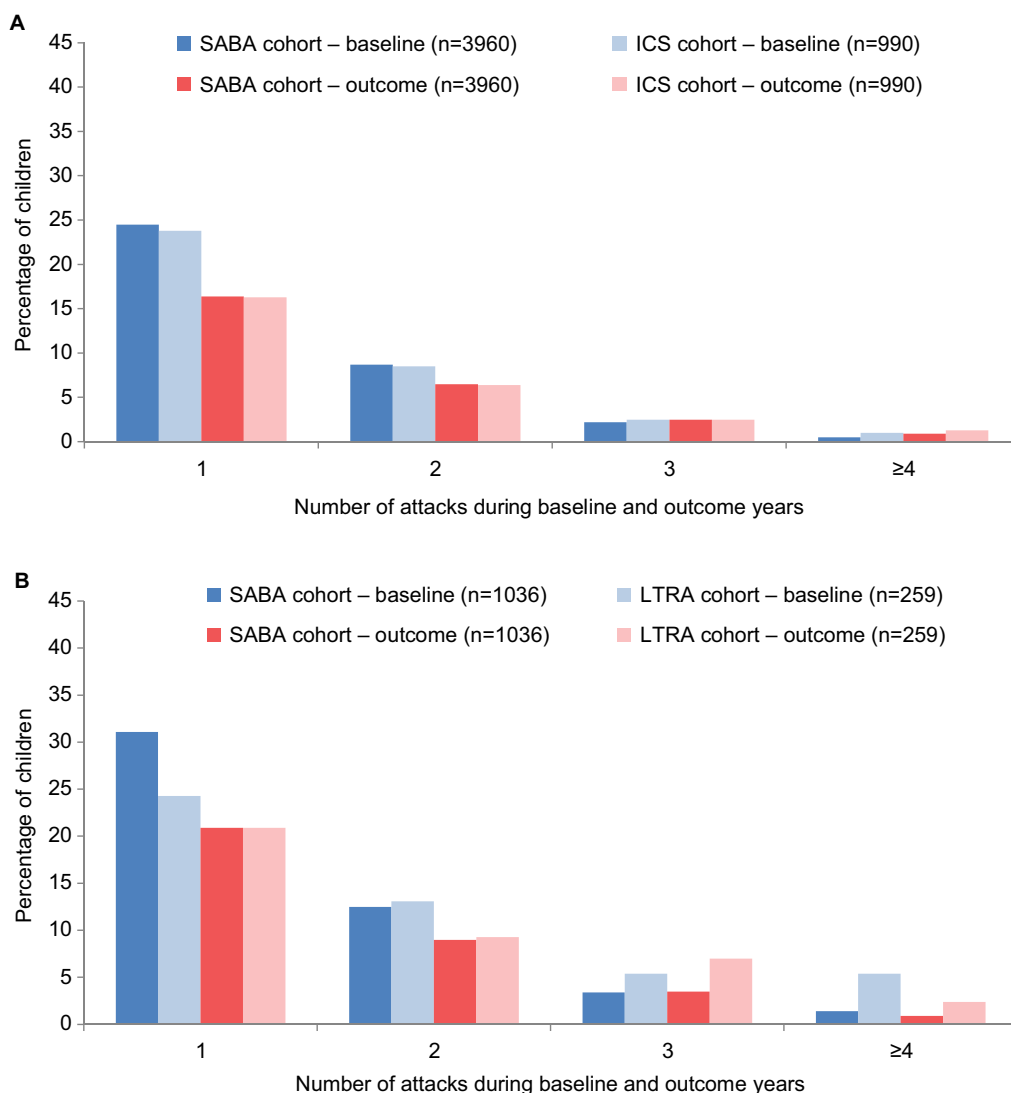 A
SABA cohort – baseline (n=3960)
ICS cohort – baseline (n=990)
SABA cohort – outcome (n=3960)
ICS cohort – outcome (n=990)
Percentage of children
45
40
35
30
25
20
15
10
5
0
1
2
3
≥4
Number of attacks during baseline and outcome years
B
SABA cohort – baseline (n=1036)
LTRA cohort – baseline (n=259)
SABA cohort – outcome (n=1036)
LTRA cohort – outcome (n=259)
Percentage of children
45
40
35
30
25
20
15
10
5
0
1
2
3
≥4
Number of attacks during baseline and outcome years